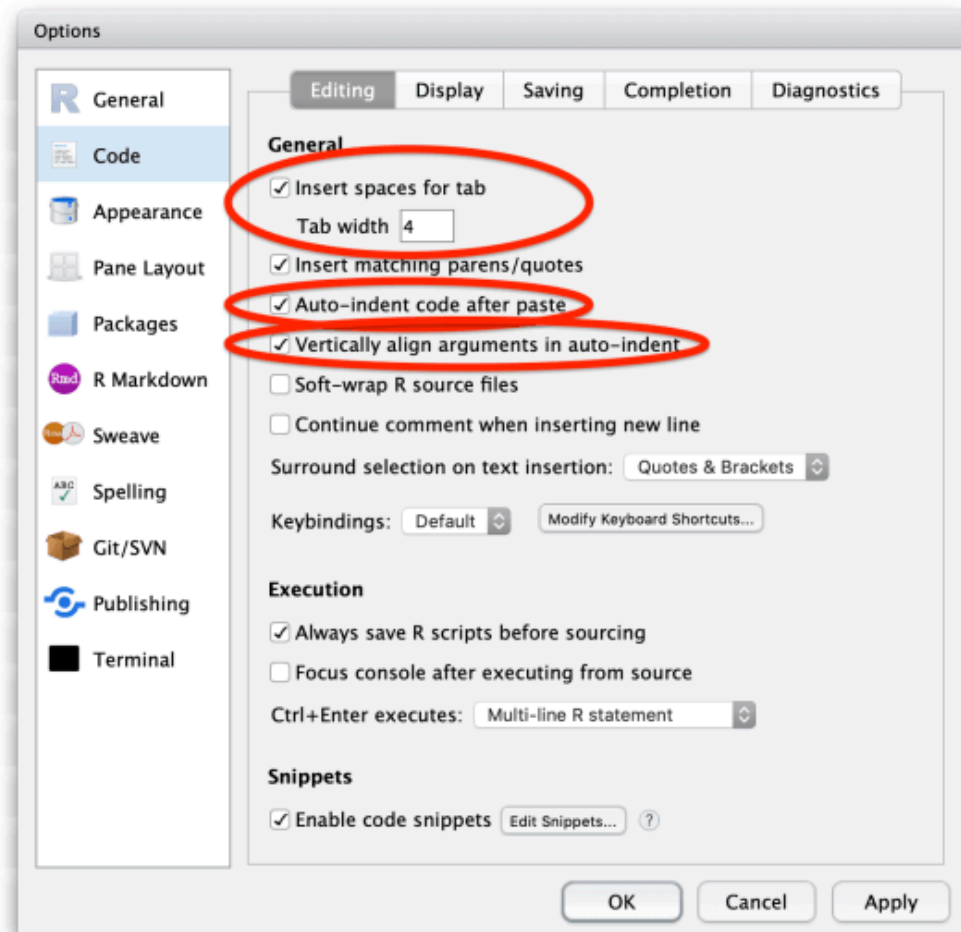 Options
General
Code
Appearance
Pane Layout
Packages
Rmd R Markdown
Sweave
ABC Spelling
Git/SVN
Publishing
Terminal
Editing Display Saving Completion Diagnostics
General
Insert spaces for tab
Tab width 4
Insert matching parens/quotes
Auto-indent code after paste
Vertically align arguments in auto-indent
Soft-wrap R source files
Continue comment when inserting new line
Surround selection on text insertion: Quotes & Brackets
Keybindings: Default Modify Keyboard Shortcuts...
Execution
Always save R scripts before sourcing
Focus console after executing from source
Ctrl+Enter executes: Multi-line R statement
Snippets
Enable code snippets Edit Snippets... ?
OK Cancel Apply